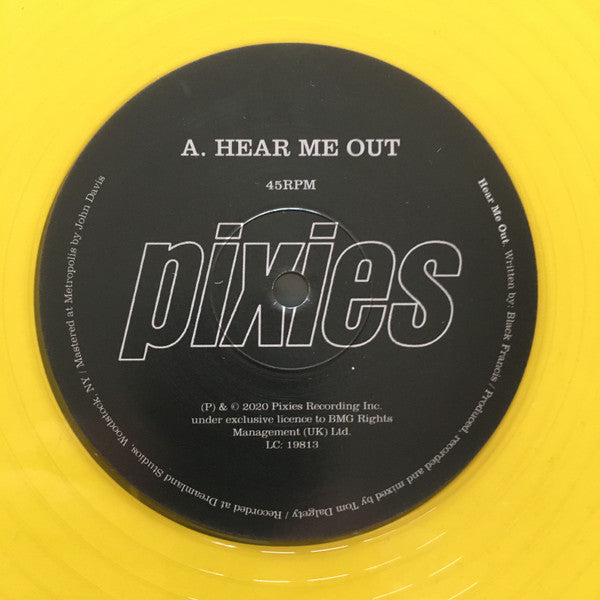 A. HEAR ME OUT
45RPM
pixies
(P) & © 2020 Pixies Recording Inc.
under exclusive licence to BMG Rights
Management (UK) Ltd.
LC: 19813
Hear Me Out. Written by: Black Francis / Produced, recorded and mixed by Tom Dalgety / Recorded at Dreamland Studios, Woodstock, NY / Mastered at Metropolis by John Davis